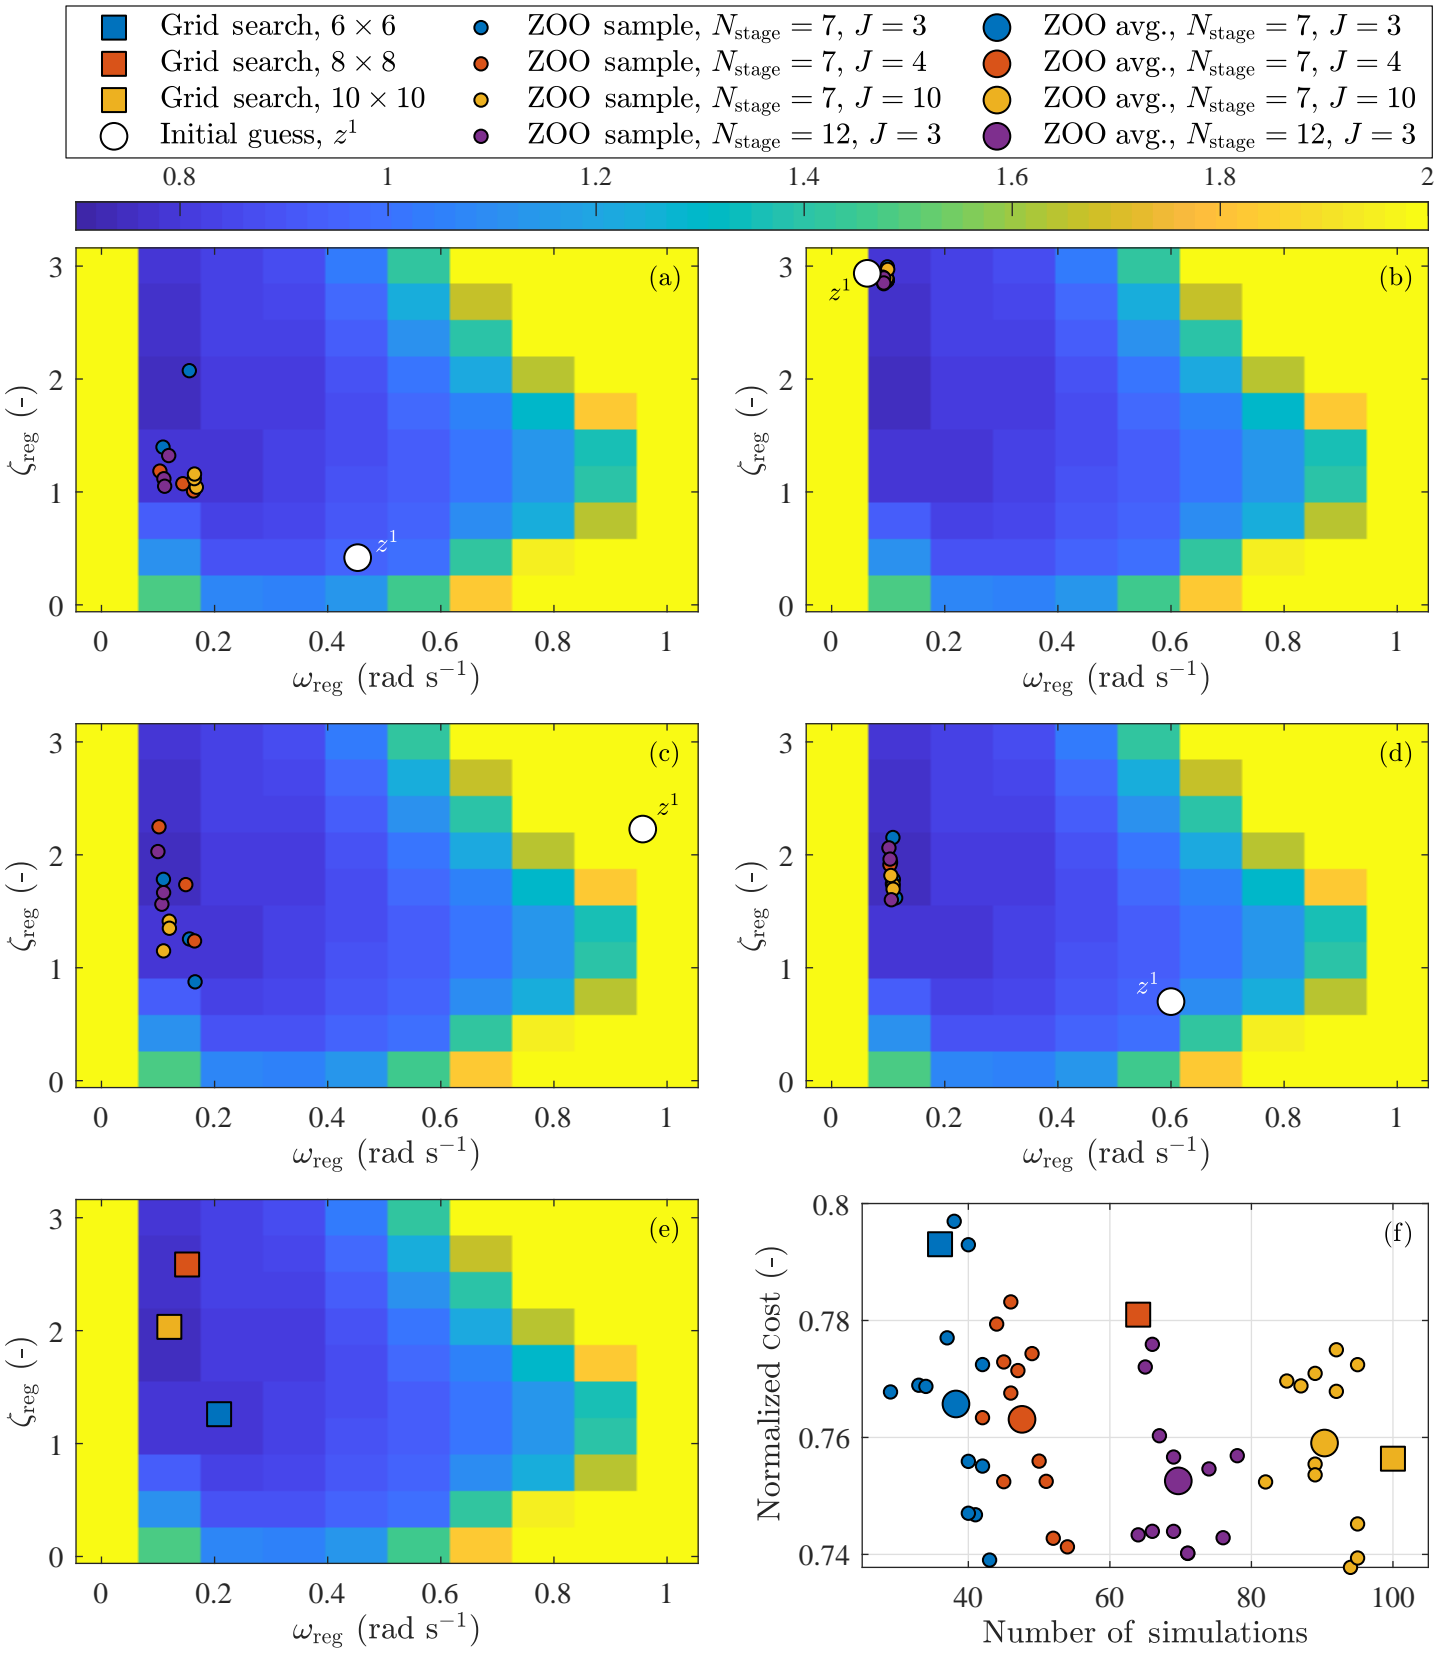 Grid search, 6 × 6
ZOO sample, N_stage = 7, J = 3
ZOO avg., N_stage = 7, J = 3
Grid search, 8 × 8
ZOO sample, N_stage = 7, J = 4
ZOO avg., N_stage = 7, J = 4
Grid search, 10 × 10
ZOO sample, N_stage = 7, J = 10
ZOO avg., N_stage = 7, J = 10
Initial guess, z¹
ZOO sample, N_stage = 12, J = 3
ZOO avg., N_stage = 12, J = 3
0.8 1 1.2 1.4 1.6 1.8 2
(a)
z¹
3
2
1
0
ζ_reg (-)
0 0.2 0.4 0.6 0.8 1
ω_reg (rad s⁻¹)
(b)
z¹
3
2
1
0
ζ_reg (-)
0 0.2 0.4 0.6 0.8 1
ω_reg (rad s⁻¹)
(c)
z¹
3
2
1
0
ζ_reg (-)
0 0.2 0.4 0.6 0.8 1
ω_reg (rad s⁻¹)
(d)
z¹
3
2
1
0
ζ_reg (-)
0 0.2 0.4 0.6 0.8 1
ω_reg (rad s⁻¹)
(e)
3
2
1
0
ζ_reg (-)
0 0.2 0.4 0.6 0.8 1
ω_reg (rad s⁻¹)
(f)
0.8
0.78
0.76
0.74
Normalized cost (-)
40 60 80 100
Number of simulations